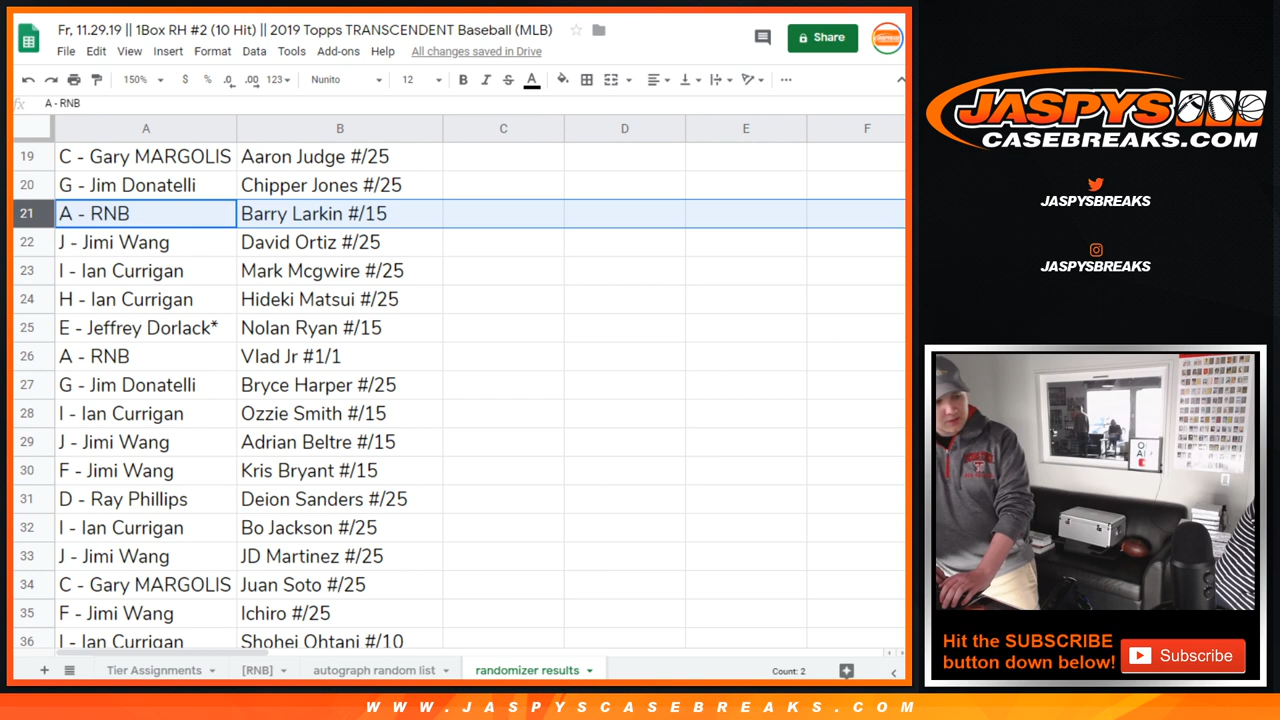 Fr, 11.29.19 || 1Box RH #2 (10 Hit) || 2019 Topps TRANSCENDENT Baseball (MLB)
Share
File Edit View Insert Format Data Tools Add-ons Help All changes saved in Drive
150% $ % .0 .00 123 Nunito 12 B I S A
fx A - RNB
A B C D E F
19 C - Gary MARGOLIS Aaron Judge #/25
20 G - Jim Donatelli Chipper Jones #/25
21 A - RNB Barry Larkin #/15
22 J - Jimi Wang David Ortiz #/25
23 I - Ian Currigan Mark Mcgwire #/25
24 H - Ian Currigan Hideki Matsui #/25
25 E - Jeffrey Dorlack* Nolan Ryan #/15
26 A - RNB Vlad Jr #1/1
27 G - Jim Donatelli Bryce Harper #/25
28 I - Ian Currigan Ozzie Smith #/15
29 J - Jimi Wang Adrian Beltre #/15
30 F - Jimi Wang Kris Bryant #/15
31 D - Ray Phillips Deion Sanders #/25
32 I - Ian Currigan Bo Jackson #/25
33 J - Jimi Wang JD Martinez #/25
34 C - Gary MARGOLIS Juan Soto #/25
35 F - Jimi Wang Ichiro #/25
36 I - Ian Currigan Shohei Ohtani #/10
Tier Assignments [RNB] autograph random list randomizer results Count: 2
JASPYS
CASEBREAKS.COM
JASPYSBREAKS
JASPYSBREAKS
Hit the SUBSCRIBE
button down below!
Subscribe
WWW.JASPYSCASEBREAKS.COM